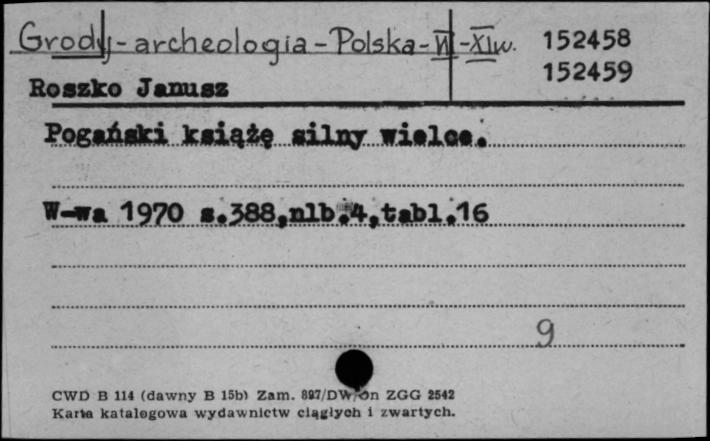 Grody-archeologia-Polska-VI-XIw.
152458
152459
Roszko Janusz
Pogański książę silny wielce.
W-wa 1970 s.388,nlb.4,tabl.16
9
CWD B 114 (dawny B 15b) Zam. 897/DW/on ZGG 2542
Karta katalogowa wydawnictw ciągłych i zwartych.